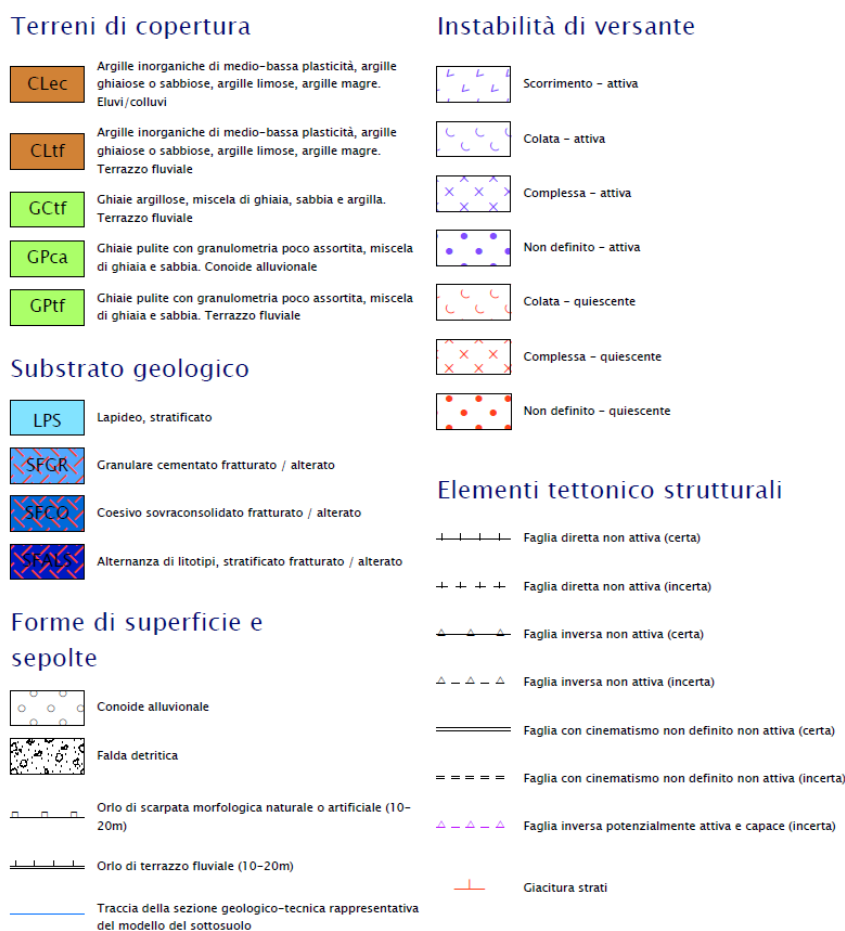 Terreni di copertura
CLec
Argille inorganiche di medio-bassa plasticità, argille
ghiaiose o sabbiose, argille limose, argille magre.
Eluvi/colluvi
CLtf
Argille inorganiche di medio-bassa plasticità, argille
ghiaiose o sabbiose, argille limose, argille magre.
Terrazzo fluviale
GCtf
Ghiaie argillose, miscela di ghiaia, sabbia e argilla.
Terrazzo fluviale
GPca
Ghiaie pulite con granulometria poco assortita, miscela
di ghiaia e sabbia. Conoide alluvionale
GPtf
Ghiaie pulite con granulometria poco assortita, miscela
di ghiaia e sabbia. Terrazzo fluviale
Substrato geologico
LPS
Lapideo, stratificato
SFGR
Granulare cementato fratturato / alterato
SFCO
Coesivo sovraconsolidato fratturato / alterato
SFALS
Alternanza di litotipi, stratificato fratturato / alterato
Forme di superficie e
sepolte
Conoide alluvionale
Falda detritica
Orlo di scarpata morfologica naturale o artificiale (10-
20m)
Orlo di terrazzo fluviale (10-20m)
Traccia della sezione geologico-tecnica rappresentativa
del modello del sottosuolo
Instabilità di versante
Scorrimento - attiva
Colata - attiva
Complessa - attiva
Non definito - attiva
Colata - quiescente
Complessa - quiescente
Non definito - quiescente
Elementi tettonico strutturali
Faglia diretta non attiva (certa)
Faglia diretta non attiva (incerta)
Faglia inversa non attiva (certa)
Faglia inversa non attiva (incerta)
Faglia con cinematismo non definito non attiva (certa)
Faglia con cinematismo non definito non attiva (incerta)
Faglia inversa potenzialmente attiva e capace (incerta)
Giacitura strati